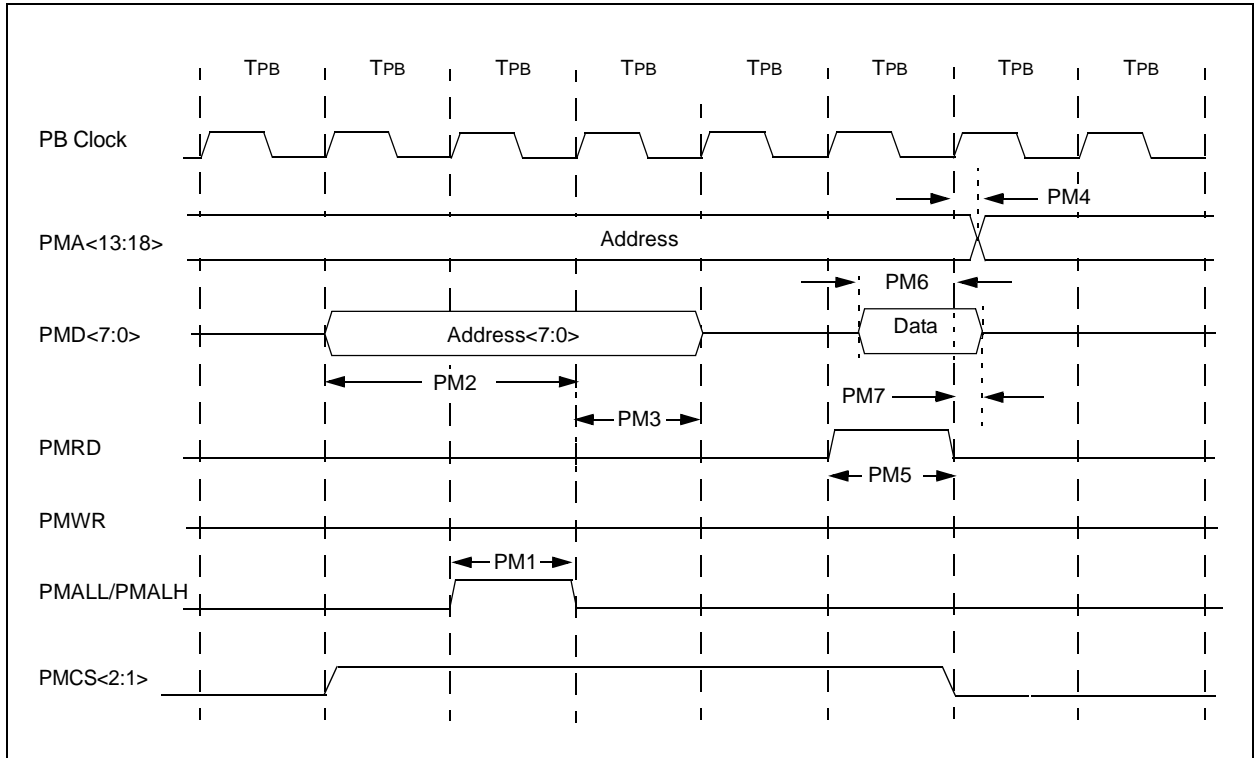 TPB TPB TPB TPB TPB TPB TPB TPB
PB Clock
PM4
PMA<13:18>
Address
PM6
PMD<7:0>
Address<7:0>
Data
PM2
PM7
PM3
PMRD
PM5
PMWR
PM1
PMALL/PMALH
PMCS<2:1>